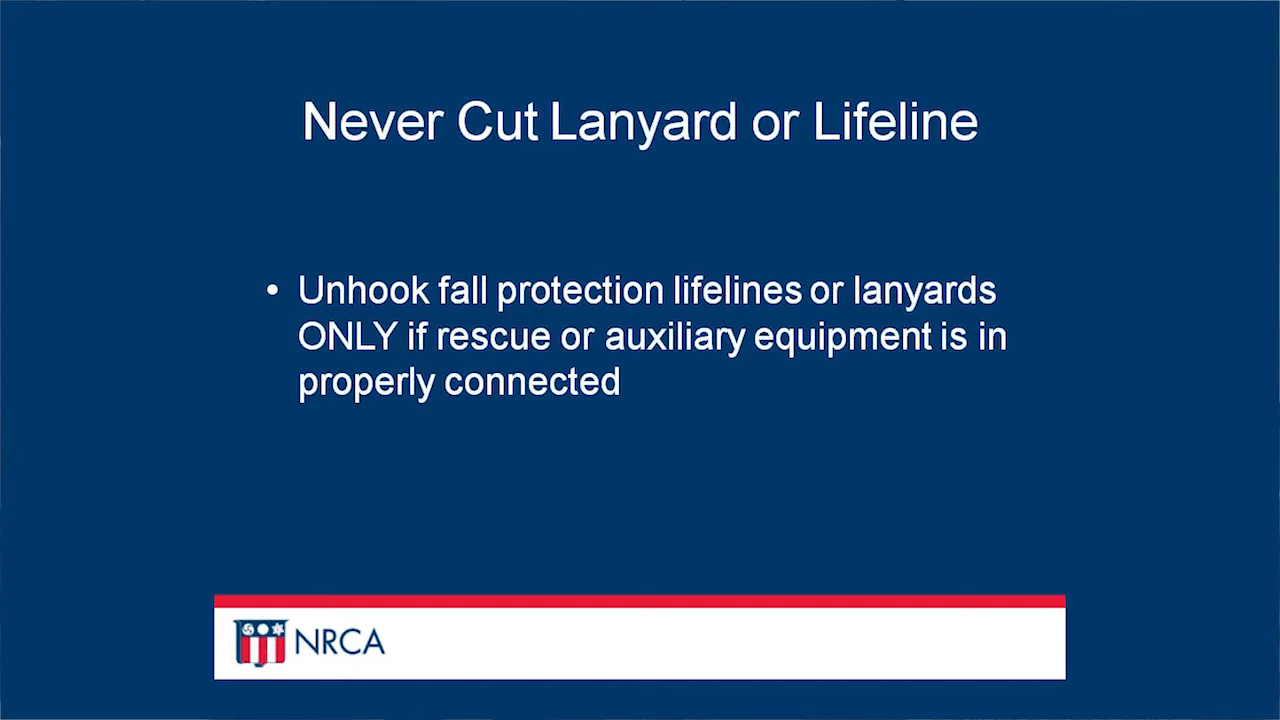 Never Cut Lanyard or Lifeline
• Unhook fall protection lifelines or lanyards
ONLY if rescue or auxiliary equipment is in
properly connected
NRCA